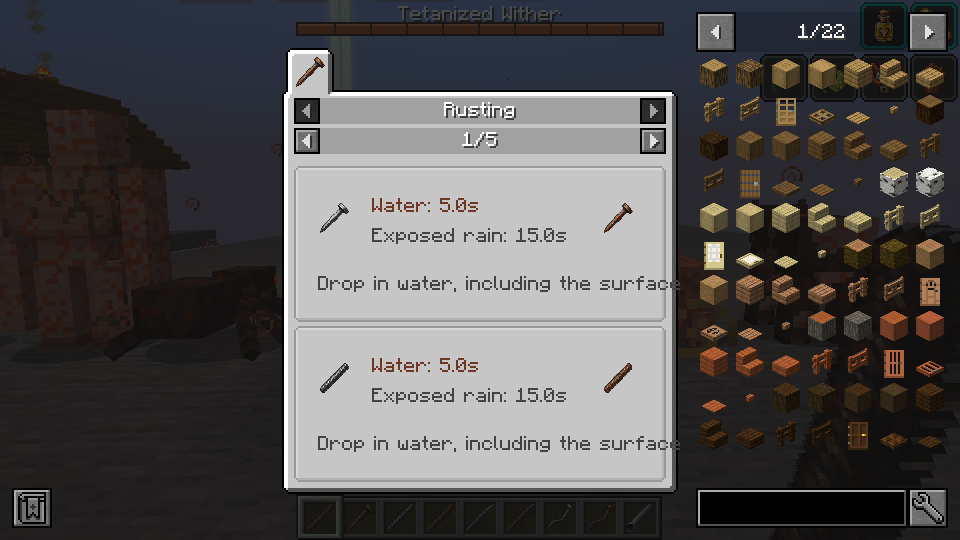 Tetanized Wither
1/22
Rusting
1/5
Water: 5.0s
Exposed rain: 15.0s
Drop in water, including the surface
Water: 5.0s
Exposed rain: 15.0s
Drop in water, including the surface